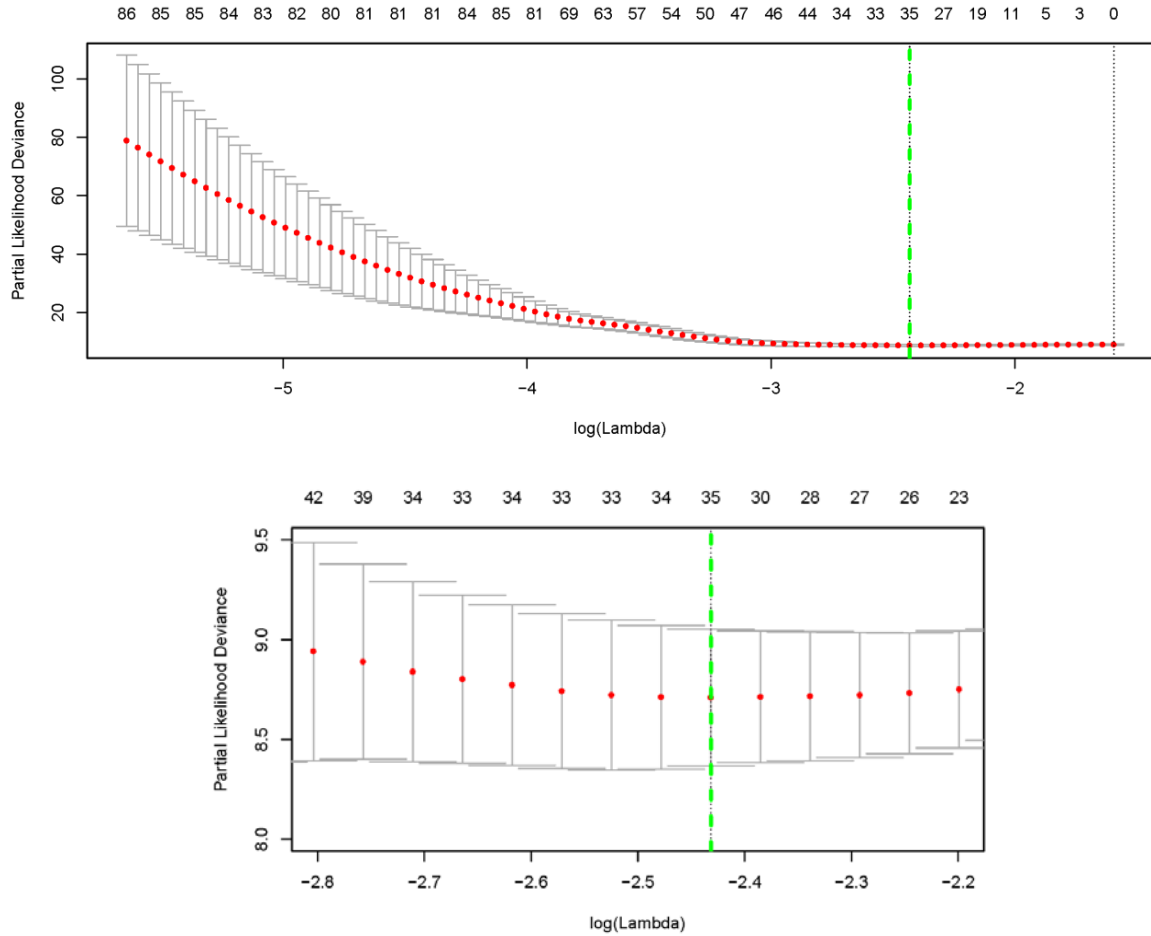 86 85 85 84 83 82 80 81 81 81 84 85 81 69 63 57 54 50 47 46 44 34 33 35 27 19 11 5 3 0
Partial Likelihood Deviance
100
80
60
40
20
−5 −4 −3 −2
log(Lambda)
42 39 34 33 34 33 33 34 35 30 28 27 26 23
Partial Likelihood Deviance
9.5
9.0
8.5
8.0
−2.8 −2.7 −2.6 −2.5 −2.4 −2.3 −2.2
log(Lambda)